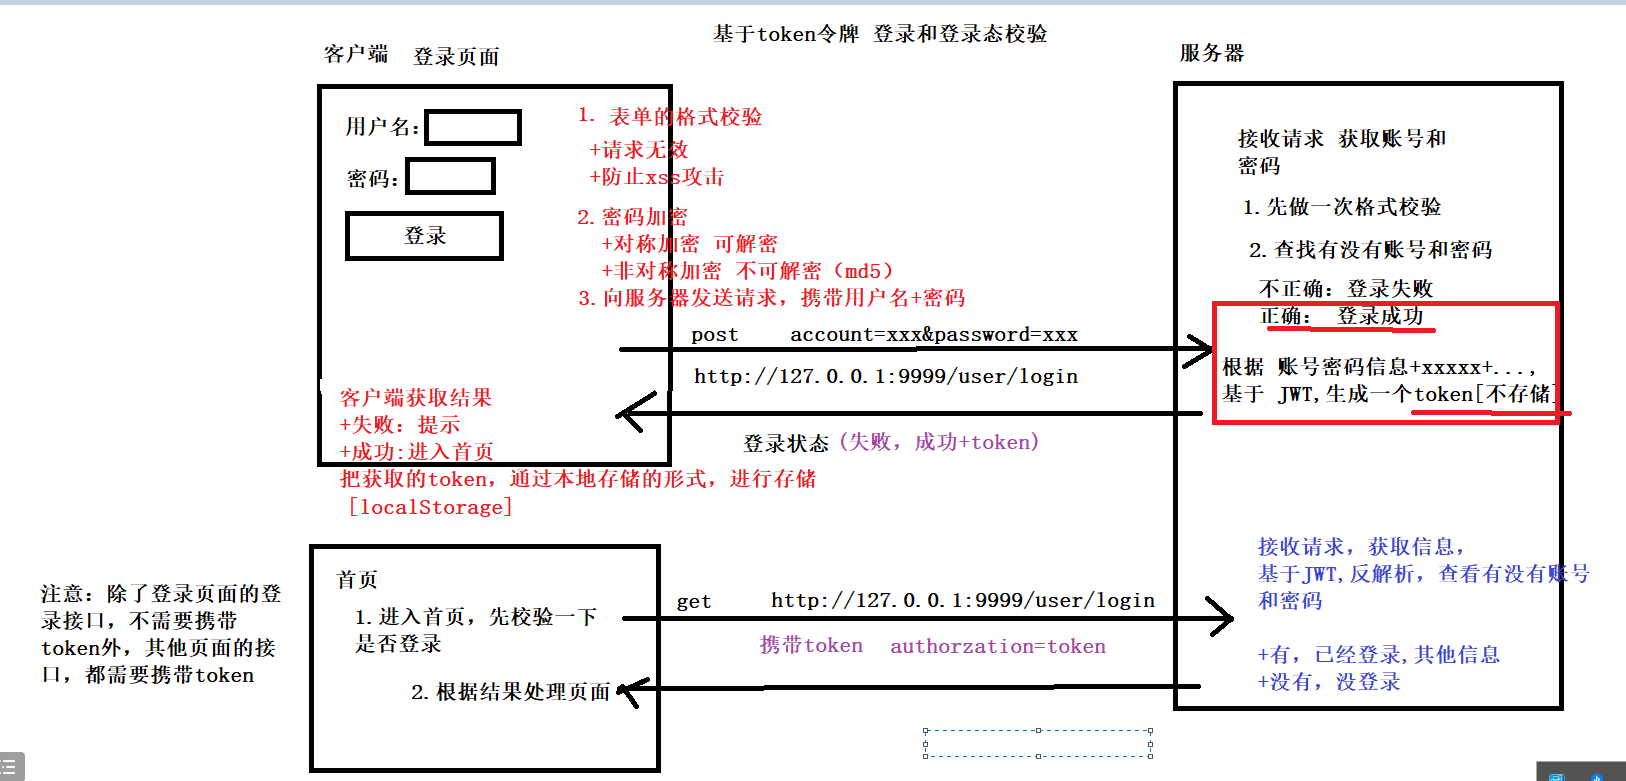 基于token令牌 登录和登录态校验
客户端 登录页面
用户名：
密码：
登录
1. 表单的格式校验
+请求无效
+防止xss攻击
2.密码加密
+对称加密 可解密
+非对称加密 不可解密（md5）
3.向服务器发送请求，携带用户名+密码
post account=xxx&password=xxx
http://127.0.0.1:9999/user/login
登录状态(失败，成功+token)
客户端获取结果
+失败：提示
+成功:进入首页
把获取的token，通过本地存储的形式，进行存储
[localStorage]
服务器
接收请求 获取账号和
密码
1.先做一次格式校验
2.查找有没有账号和密码
不正确：登录失败
正确： 登录成功
根据 账号密码信息+xxxxx+...,
基于 JWT,生成一个token[不存储]
注意：除了登录页面的登
录接口，不需要携带
token外，其他页面的接
口，都需要携带token
首页
1.进入首页，先校验一下
是否登录
2.根据结果处理页面
get http://127.0.0.1:9999/user/login
携带token authorzation=token
接收请求，获取信息，
基于JWT,反解析，查看有没有账号
和密码
+有，已经登录,其他信息
+没有，没登录